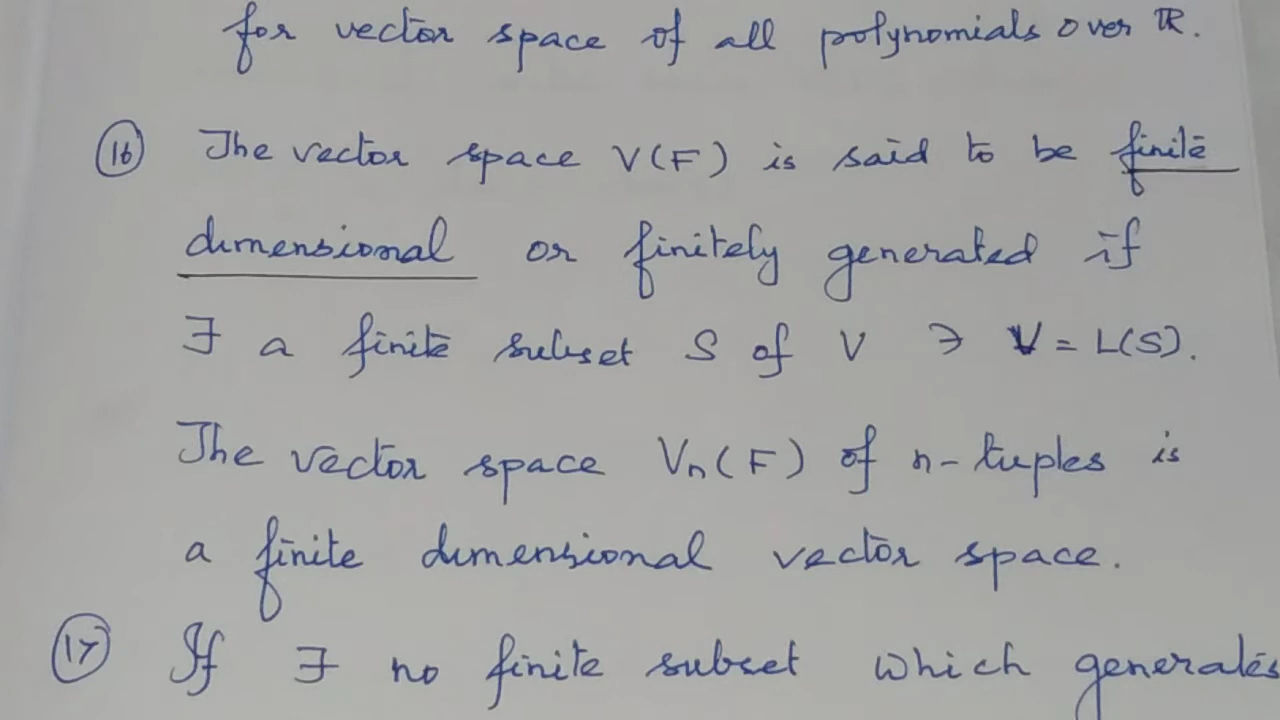 for vector space of all polynomials over ℝ.
(16) The vector space V(F) is said to be finite
dimensional or finitely generated if
∃ a finite subset S of V ∋ V = L(S).
The vector space Vₙ(F) of n-tuples is
a finite dimensional vector space.
(17) If ∃ no finite subset which generates